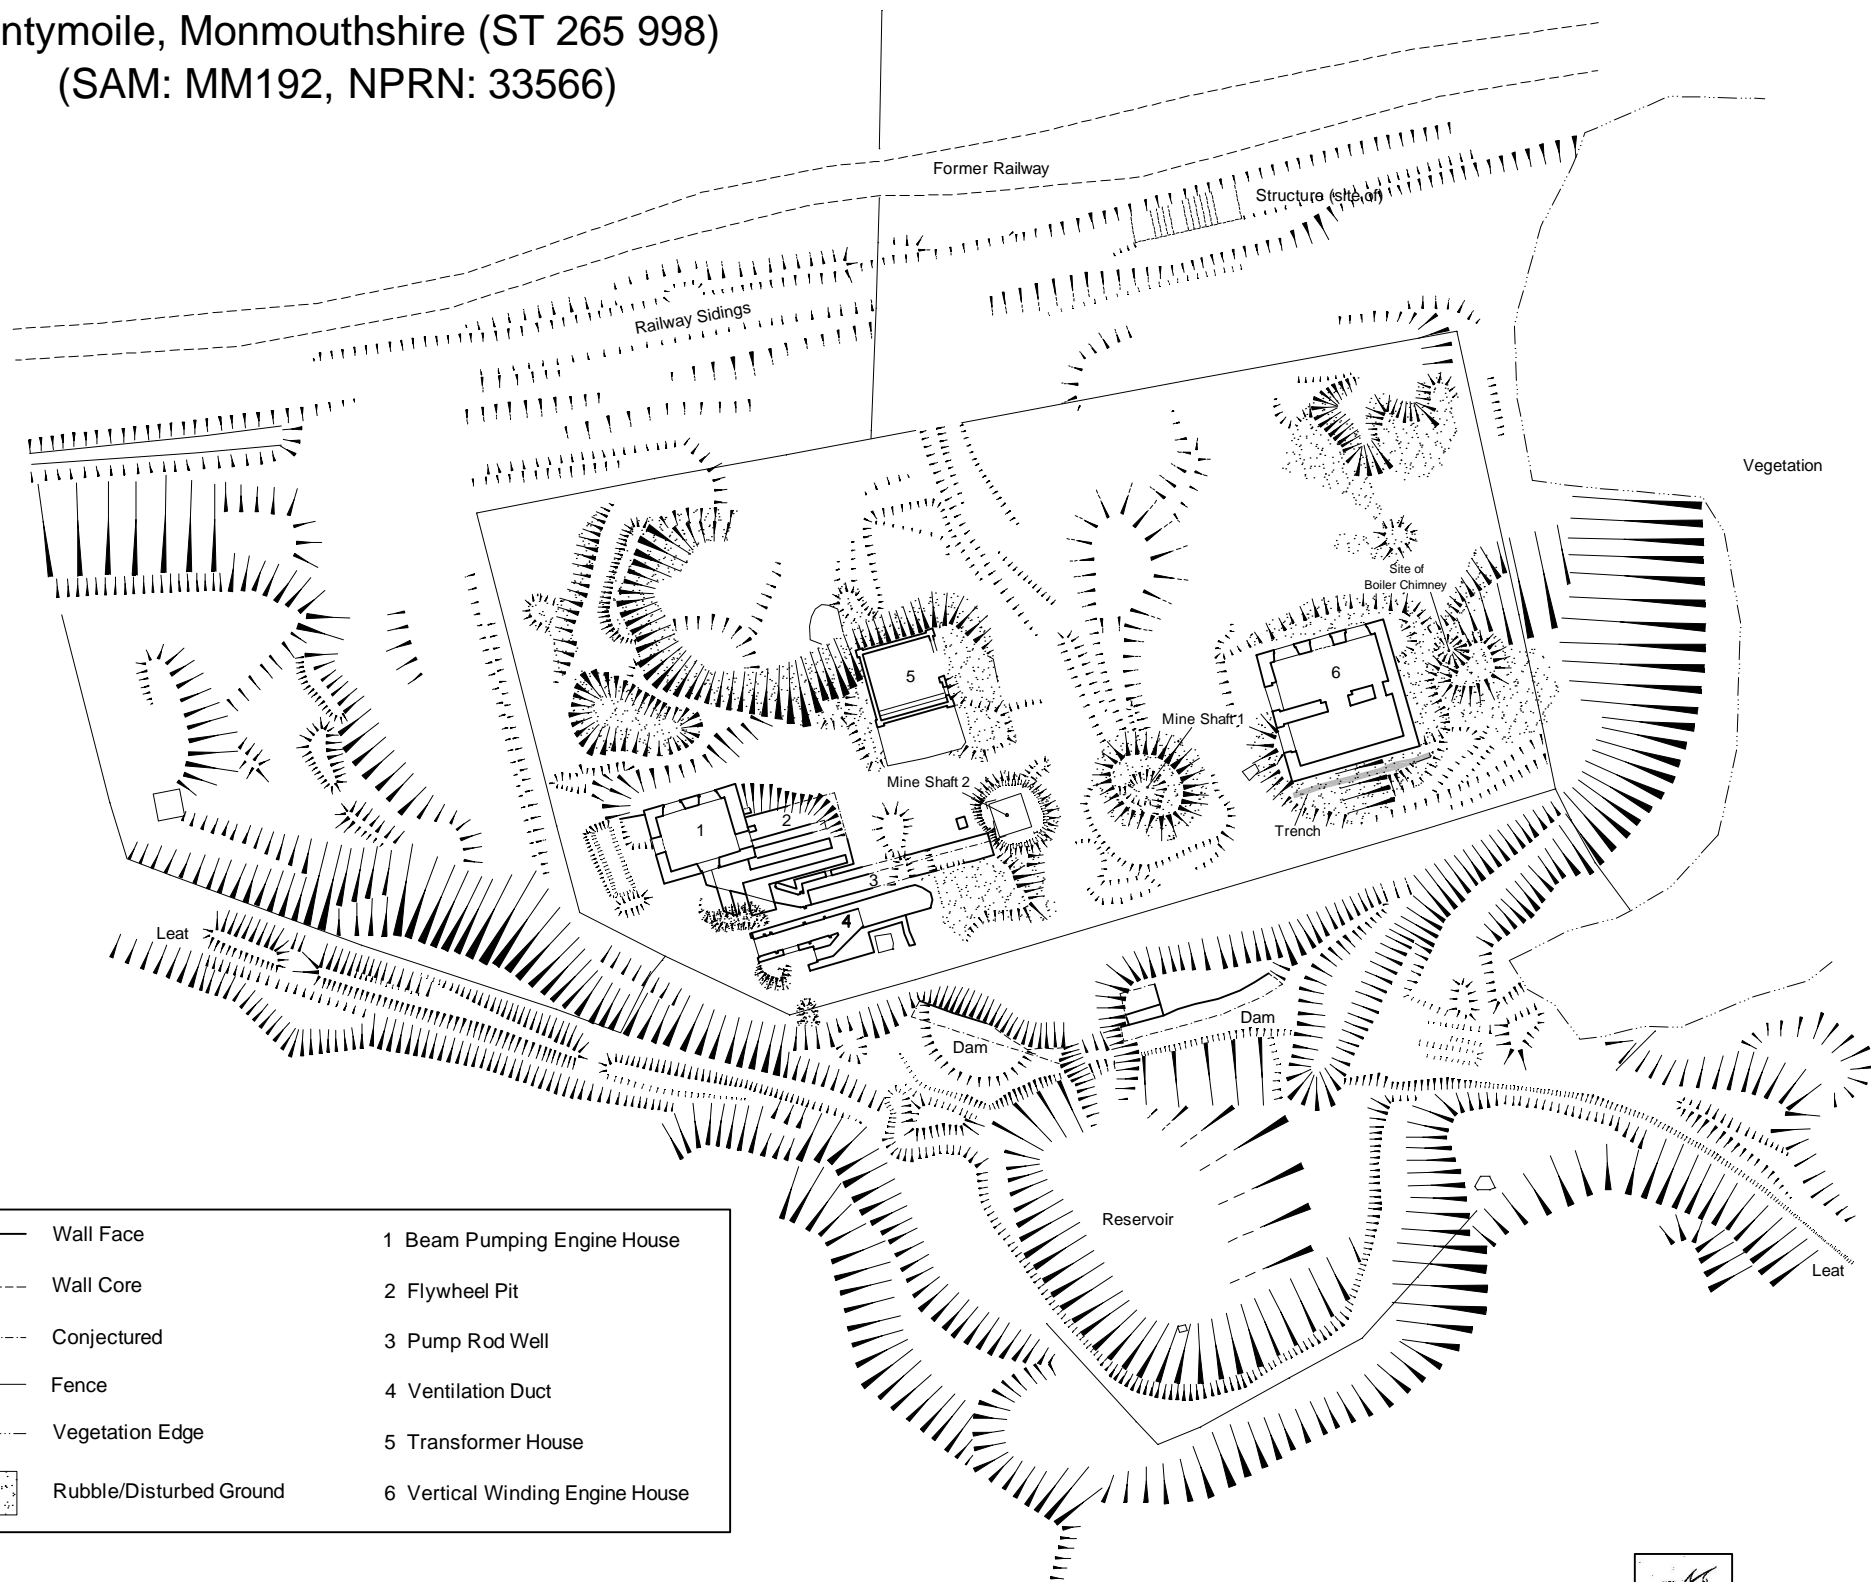 ntymoile, Monmouthshire (ST 265 998)
(SAM: MM192, NPRN: 33566)
Former Railway
Structure (site of)
Railway Sidings
Vegetation
Site of
Boiler Chimney
5
6
Mine Shaft 1
Mine Shaft 2
1
2
Trench
3
4
Leat
Dam
Dam
Reservoir
Leat
Wall Face
Wall Core
Conjectured
Fence
Vegetation Edge
Rubble/Disturbed Ground
1 Beam Pumping Engine House
2 Flywheel Pit
3 Pump Rod Well
4 Ventilation Duct
5 Transformer House
6 Vertical Winding Engine House